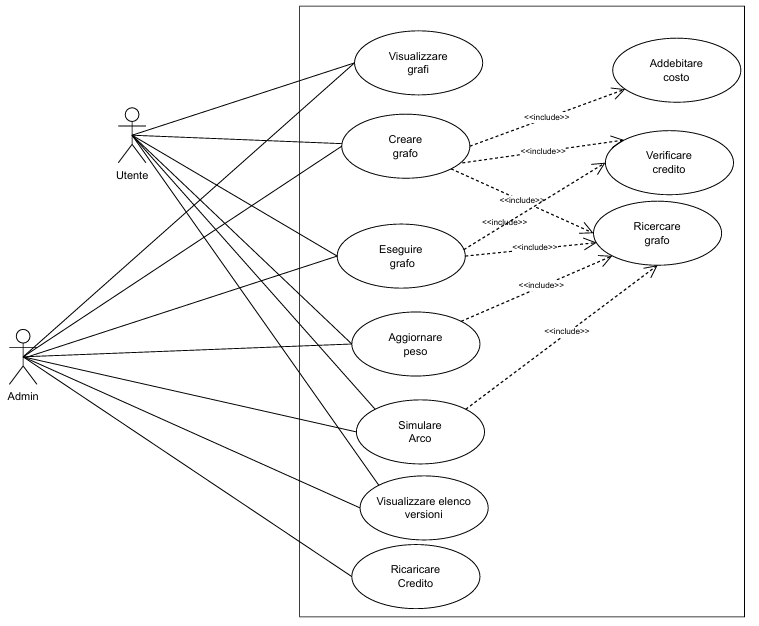 Visualizzare
grafi
Addebitare
costo
<<include>>
Creare
grafo
<<include>>
Verificare
credito
Utente
<<include>>
<<include>>
Ricercare
grafo
Eseguire
grafo
<<include>>
<<include>>
<<include>>
Aggiornare
peso
Admin
Simulare
Arco
Visualizzare elenco
versioni
Ricaricare
Credito